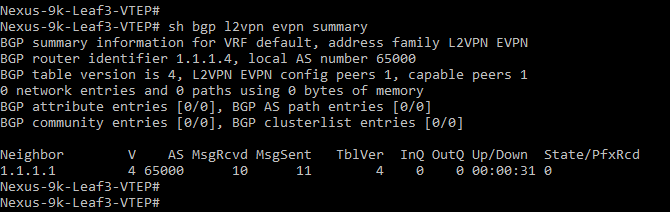 Nexus-9k-Leaf3-VTEP#
Nexus-9k-Leaf3-VTEP# sh bgp l2vpn evpn summary
BGP summary information for VRF default, address family L2VPN EVPN
BGP router identifier 1.1.1.4, local AS number 65000
BGP table version is 4, L2VPN EVPN config peers 1, capable peers 1
0 network entries and 0 paths using 0 bytes of memory
BGP attribute entries [0/0], BGP AS path entries [0/0]
BGP community entries [0/0], BGP clusterlist entries [0/0]
Neighbor        V    AS MsgRcvd MsgSent   TblVer  InQ OutQ Up/Down  State/PfxRcd
1.1.1.1         4 65000      10      11        4    0    0 00:00:31 0
Nexus-9k-Leaf3-VTEP#
Nexus-9k-Leaf3-VTEP#